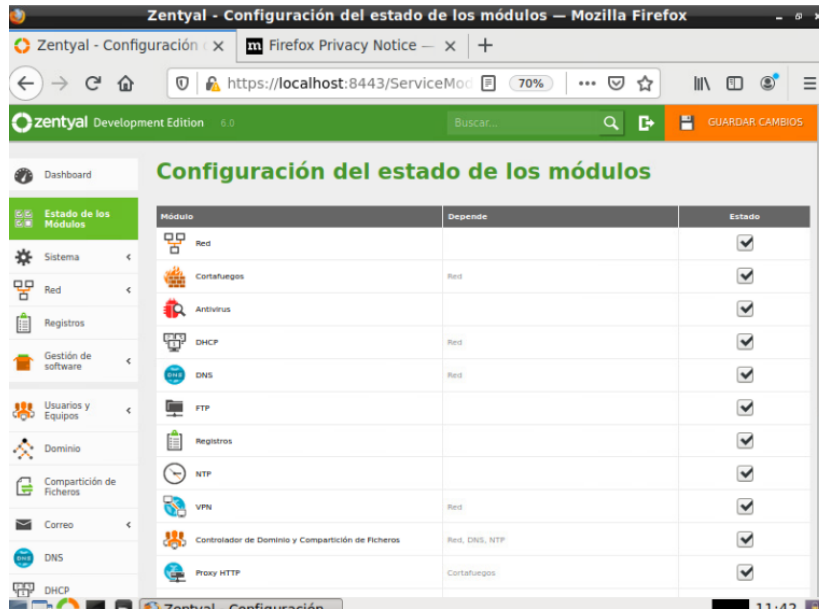 Zentyal - Configuración del estado de los módulos — Mozilla Firefox
Zentyal - Configuración
Firefox Privacy Notice —
https://localhost:8443/ServiceMod
70%
zentyal Development Edition 6.0
Buscar...
GUARDAR CAMBIOS
Dashboard
Estado de los
Módulos
Sistema
Red
Registros
Gestión de
software
Usuarios y
Equipos
Dominio
Compartición de
Ficheros
Correo
DNS
DHCP
Configuración del estado de los módulos
Módulo Depende Estado
Red
Cortafuegos Red
Antivirus
DHCP Red
DNS Red
FTP
Registros
NTP
VPN Red
Controlador de Dominio y Compartición de Ficheros Red, DNS, NTP
Proxy HTTP Cortafuegos
Zentyal - Configuración
11:42